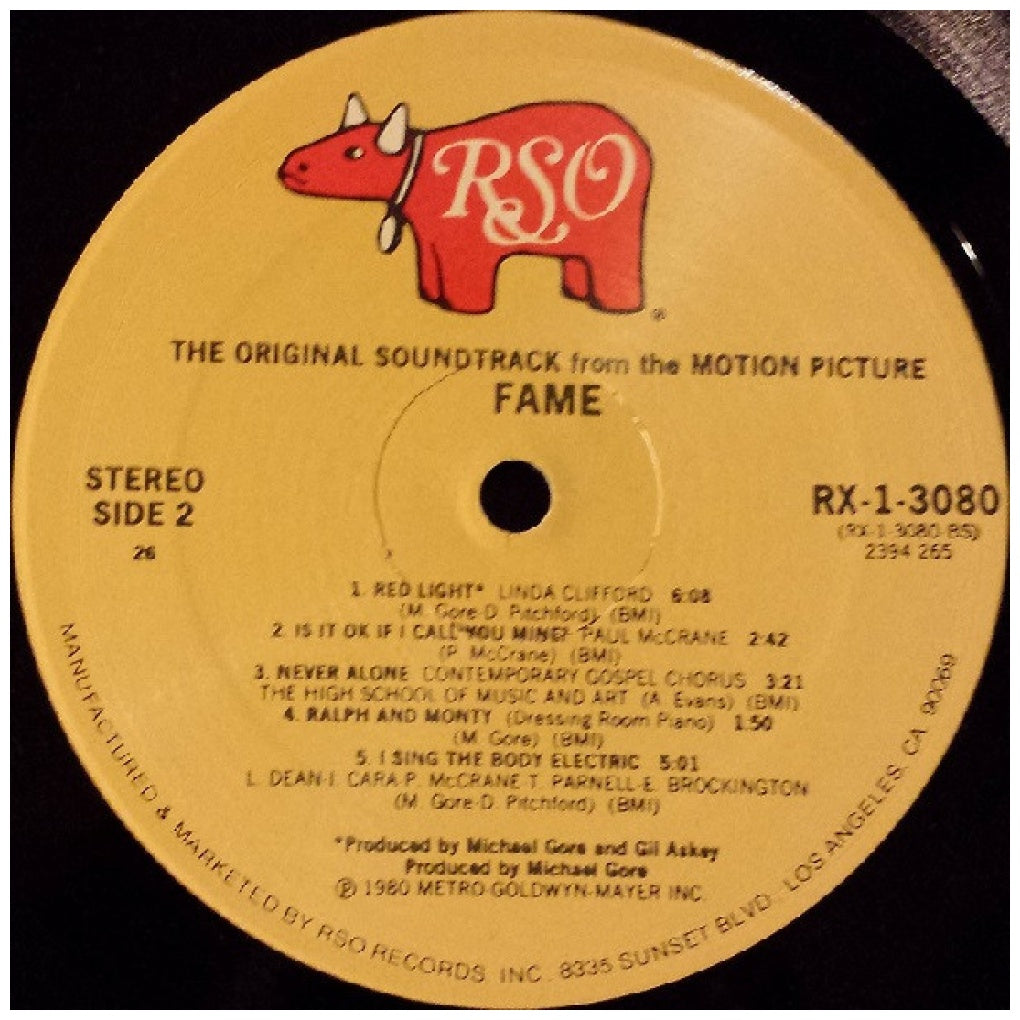 RSO
®
THE ORIGINAL SOUNDTRACK from the MOTION PICTURE
FAME
STEREO
SIDE 2
26
RX-1-3080
(RX-1-3080-BS)
2394 265
1. RED LIGHT* LINDA CLIFFORD 6:08
(M. Gore-D. Pitchford) (BMI)
2. IS IT OK IF I CALL YOU MINE? PAUL McCRANE 2:42
(P. McCrane) (BMI)
3. NEVER ALONE CONTEMPORARY GOSPEL CHORUS 3:21
THE HIGH SCHOOL OF MUSIC AND ART (A. Evans) (BMI)
4. RALPH AND MONTY (Dressing Room Piano) 1:50
(M. Gore) (BMI)
5. I SING THE BODY ELECTRIC 5:01
L. DEAN-I. CARA-P. McCRANE-T. PARNELL-E. BROCKINGTON
(M. Gore-D. Pitchford) (BMI)
*Produced by Michael Gore and Gil Askey
Produced by Michael Gore
℗ 1980 METRO-GOLDWYN-MAYER INC.
MANUFACTURED & MARKETED BY RSO RECORDS, INC. 8335 SUNSET BLVD., LOS ANGELES, CA 90069